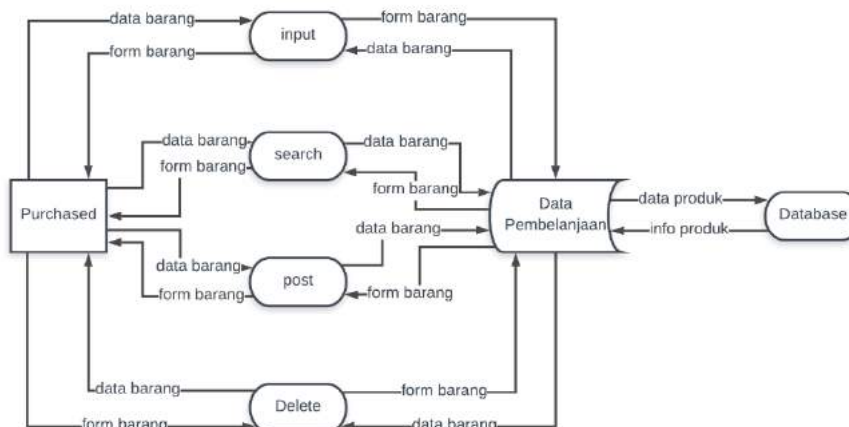 data barang
form barang
input
form barang
data barang
data barang
search
data barang
form barang
form barang
Purchased
Data
Pembelanjaan
data produk
info produk
Database
data barang
data barang
post
form barang
form barang
data barang
Delete
form barang
form barang
data barang